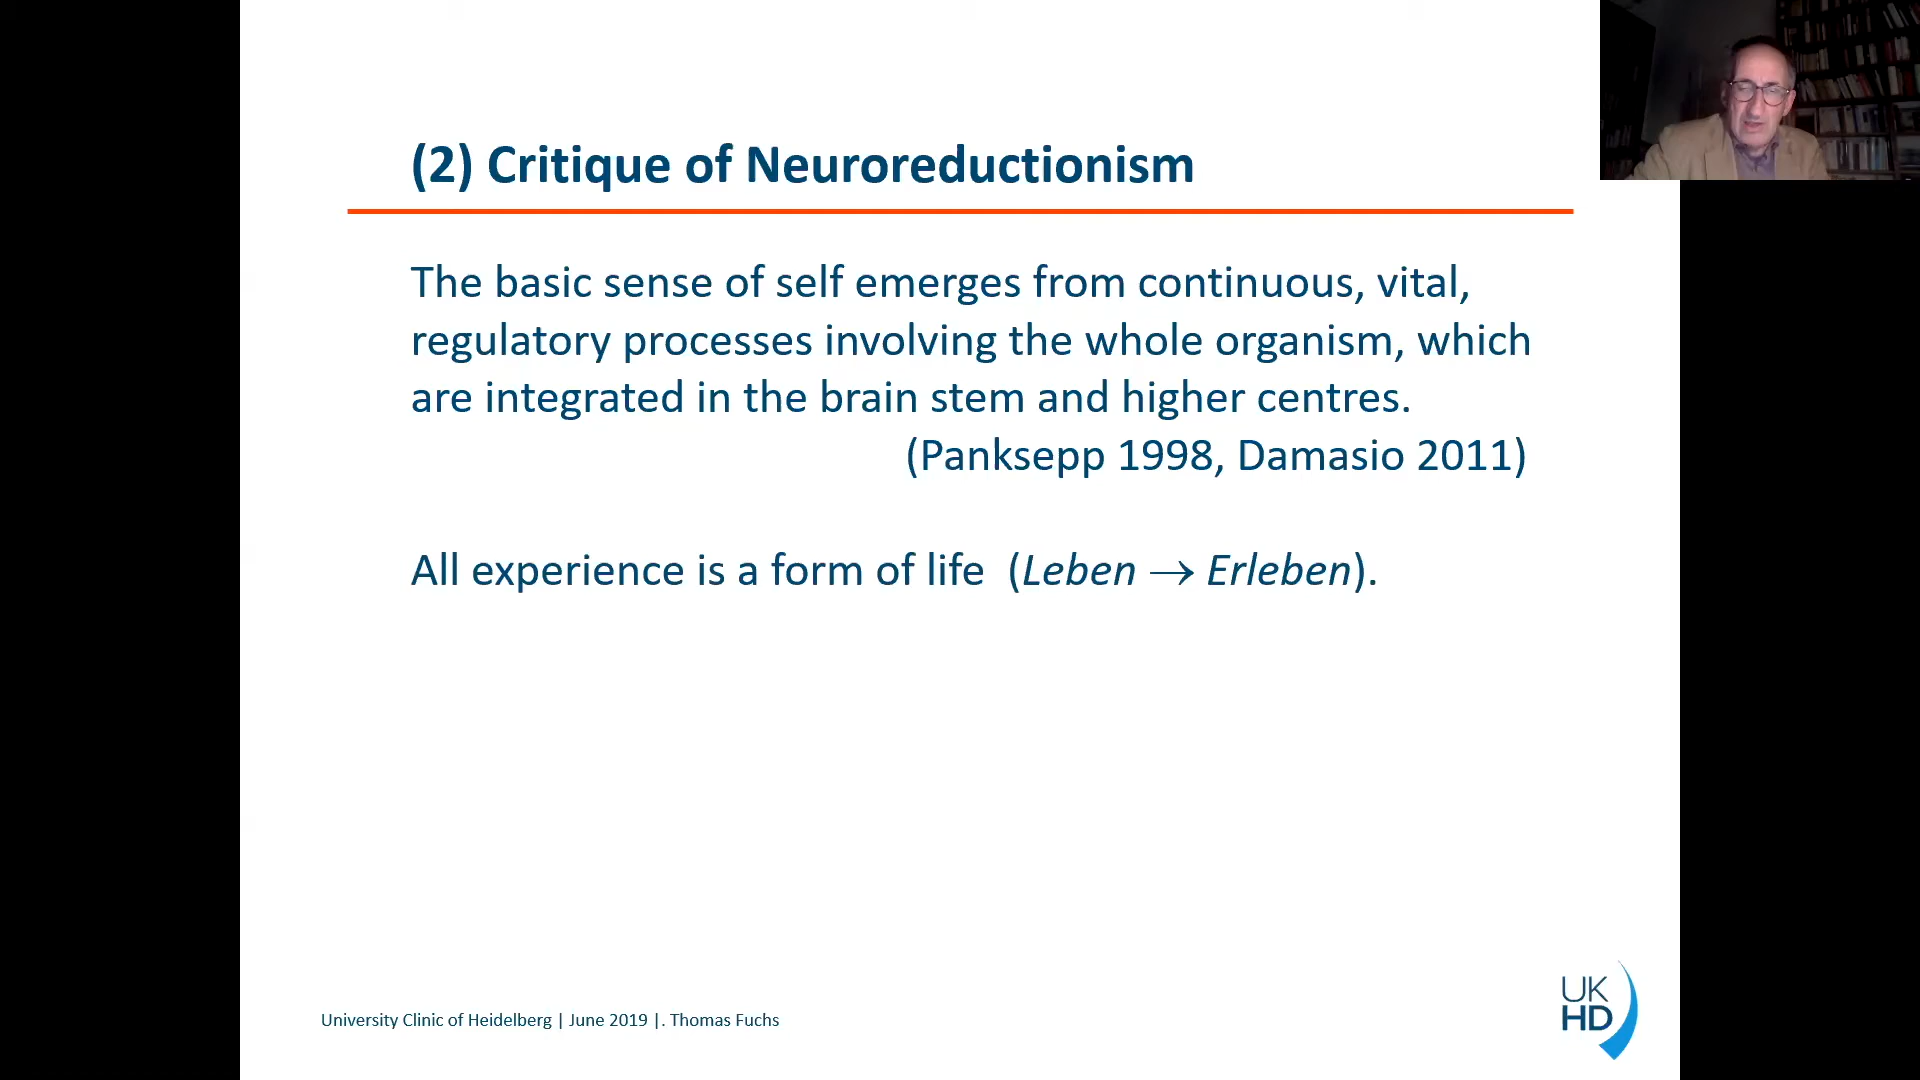 (2) Critique of Neuroreductionism
The basic sense of self emerges from continuous, vital,
regulatory processes involving the whole organism, which
are integrated in the brain stem and higher centres.
(Panksepp 1998, Damasio 2011)
All experience is a form of life (Leben → Erleben).
University Clinic of Heidelberg | June 2019 |. Thomas Fuchs
UK
HD